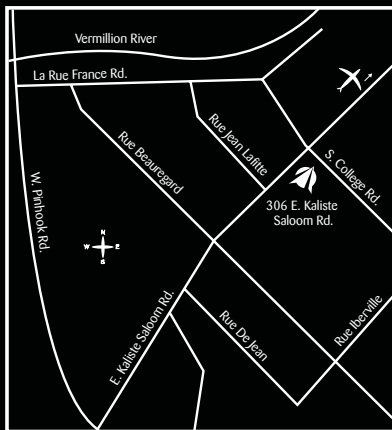 Vermillion River
La Rue France Rd.
Rue Jean Lafitte
Rue Beauregard
S. College Rd.
306 E. Kaliste
Saloom Rd.
W. Pinhook Rd.
N
W E
S
E. Kaliste Saloom Rd.
Rue De Jean
Rue Iberville